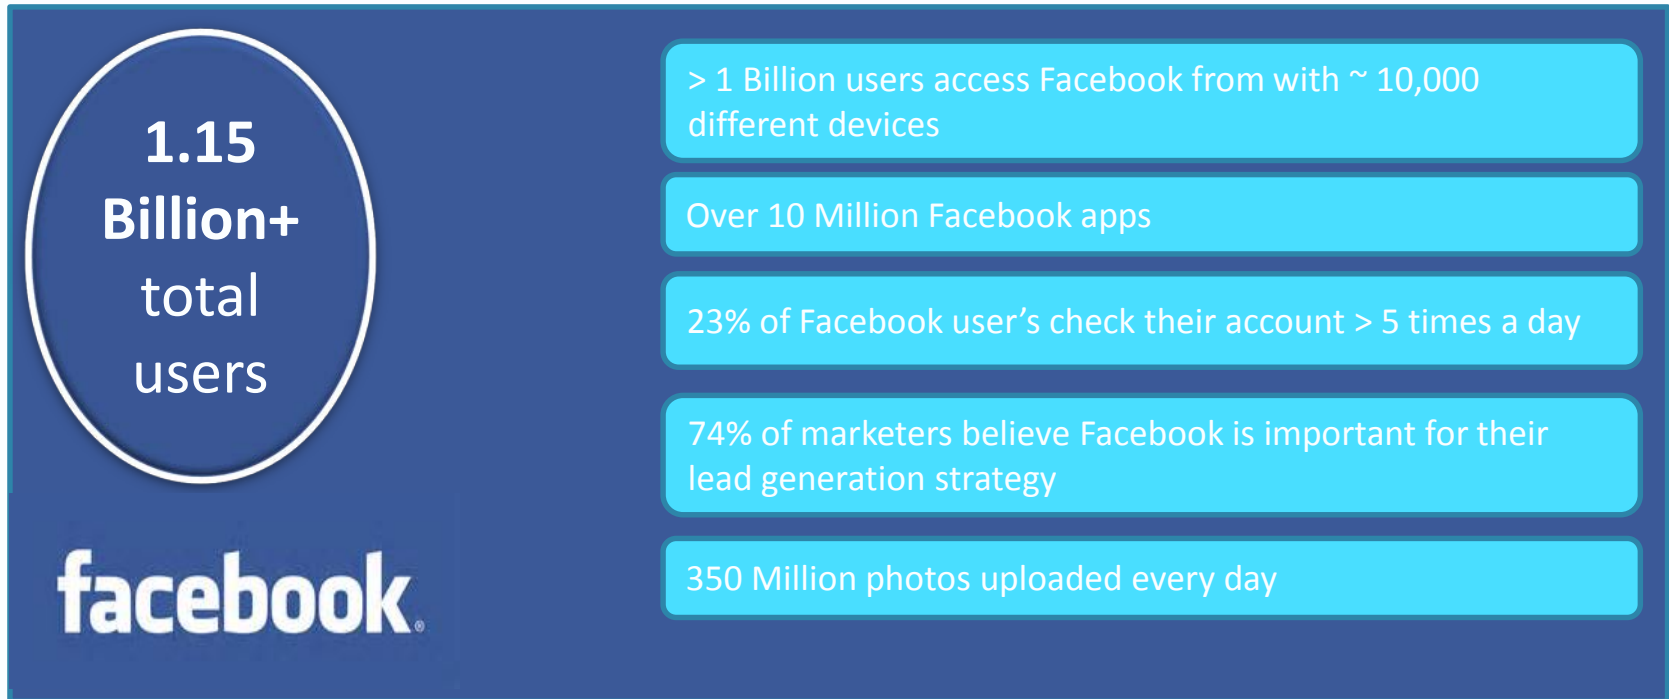 1.15
Billion+
total
users
facebook®
> 1 Billion users access Facebook from with ~ 10,000
different devices
Over 10 Million Facebook apps
23% of Facebook user’s check their account > 5 times a day
74% of marketers believe Facebook is important for their
lead generation strategy
350 Million photos uploaded every day